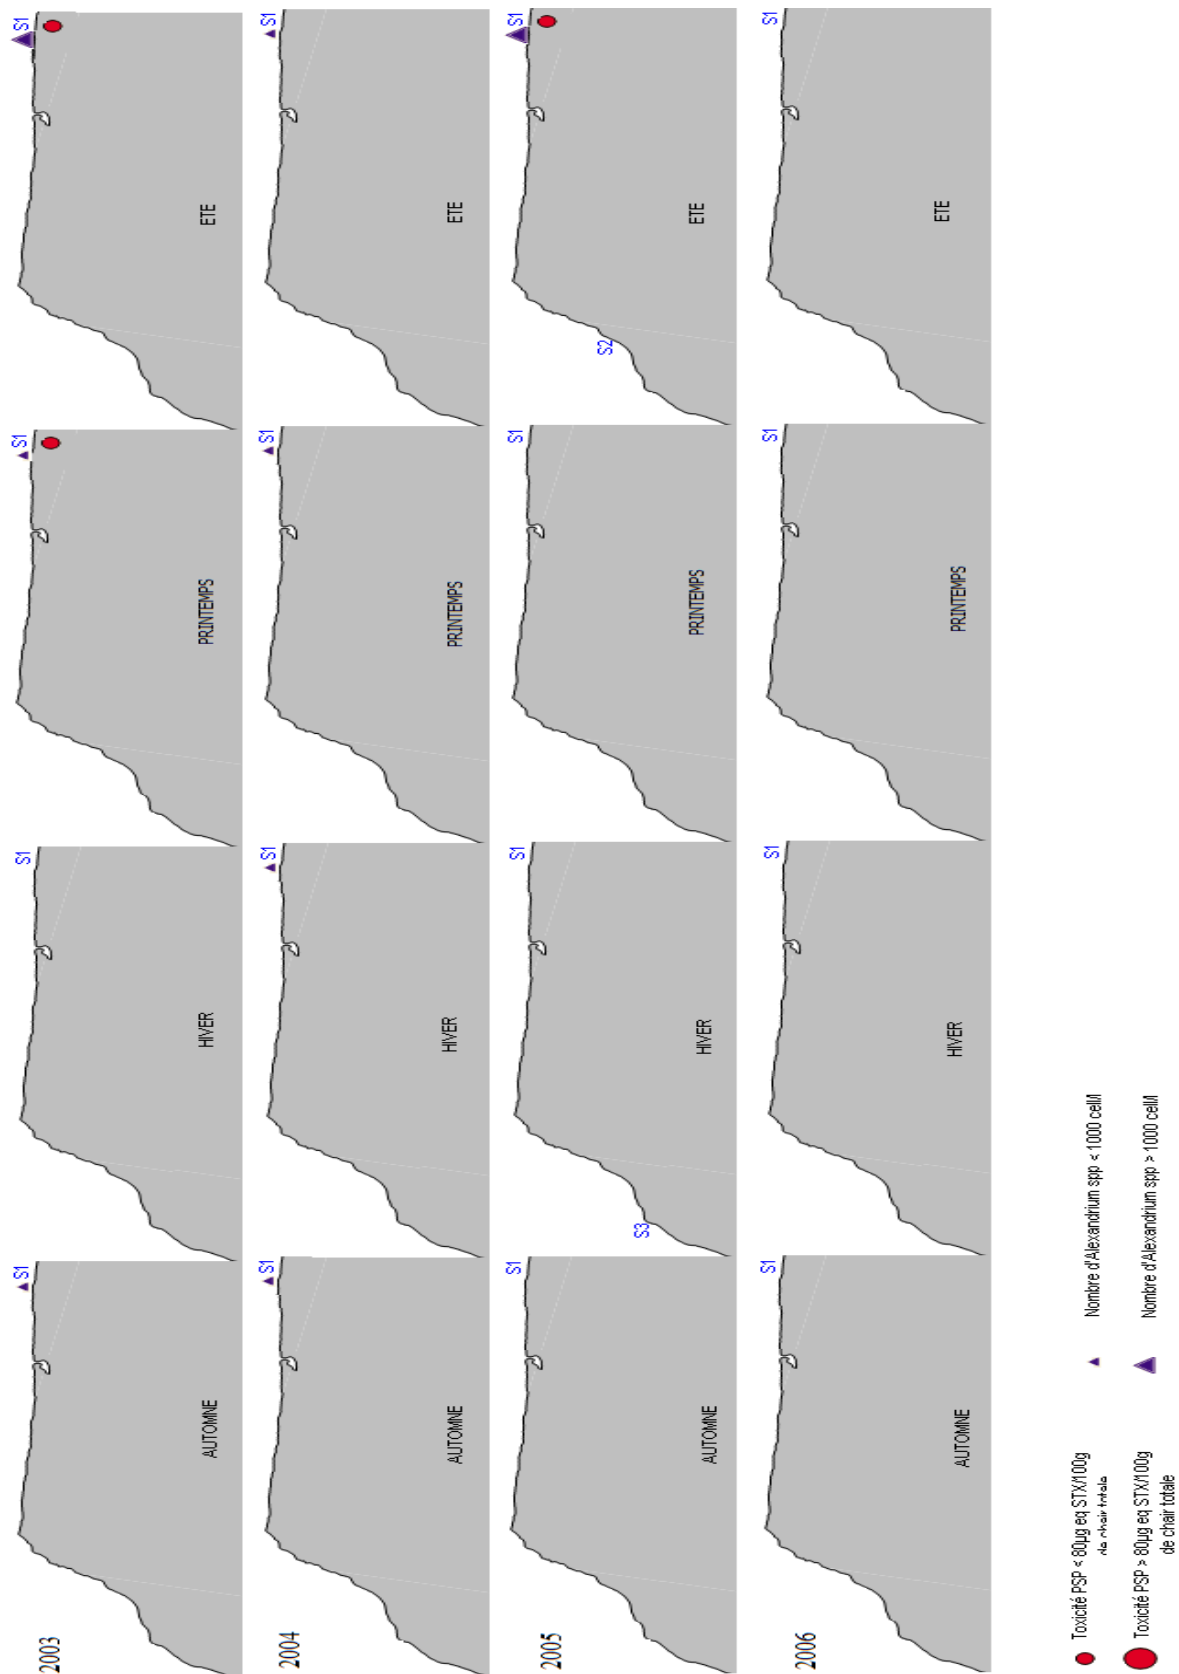 S1 S1 S1 S1
2003
AUTOMNE HIVER PRINTEMPS ETE
S1 S1 S1 S1
2004
AUTOMNE HIVER PRINTEMPS ETE
S1 S1 S1 S1
2005
S2
S3
AUTOMNE HIVER PRINTEMPS ETE
S1 S1 S1 S1
2006
AUTOMNE HIVER PRINTEMPS ETE
Toxicité PSP < 80µg eq STX/100g
de chair totale
Nombre d'Alexandrium spp < 1000 cell/l
Toxicité PSP > 80µg eq STX/100g
de chair totale
Nombre d'Alexandrium spp > 1000 cell/l